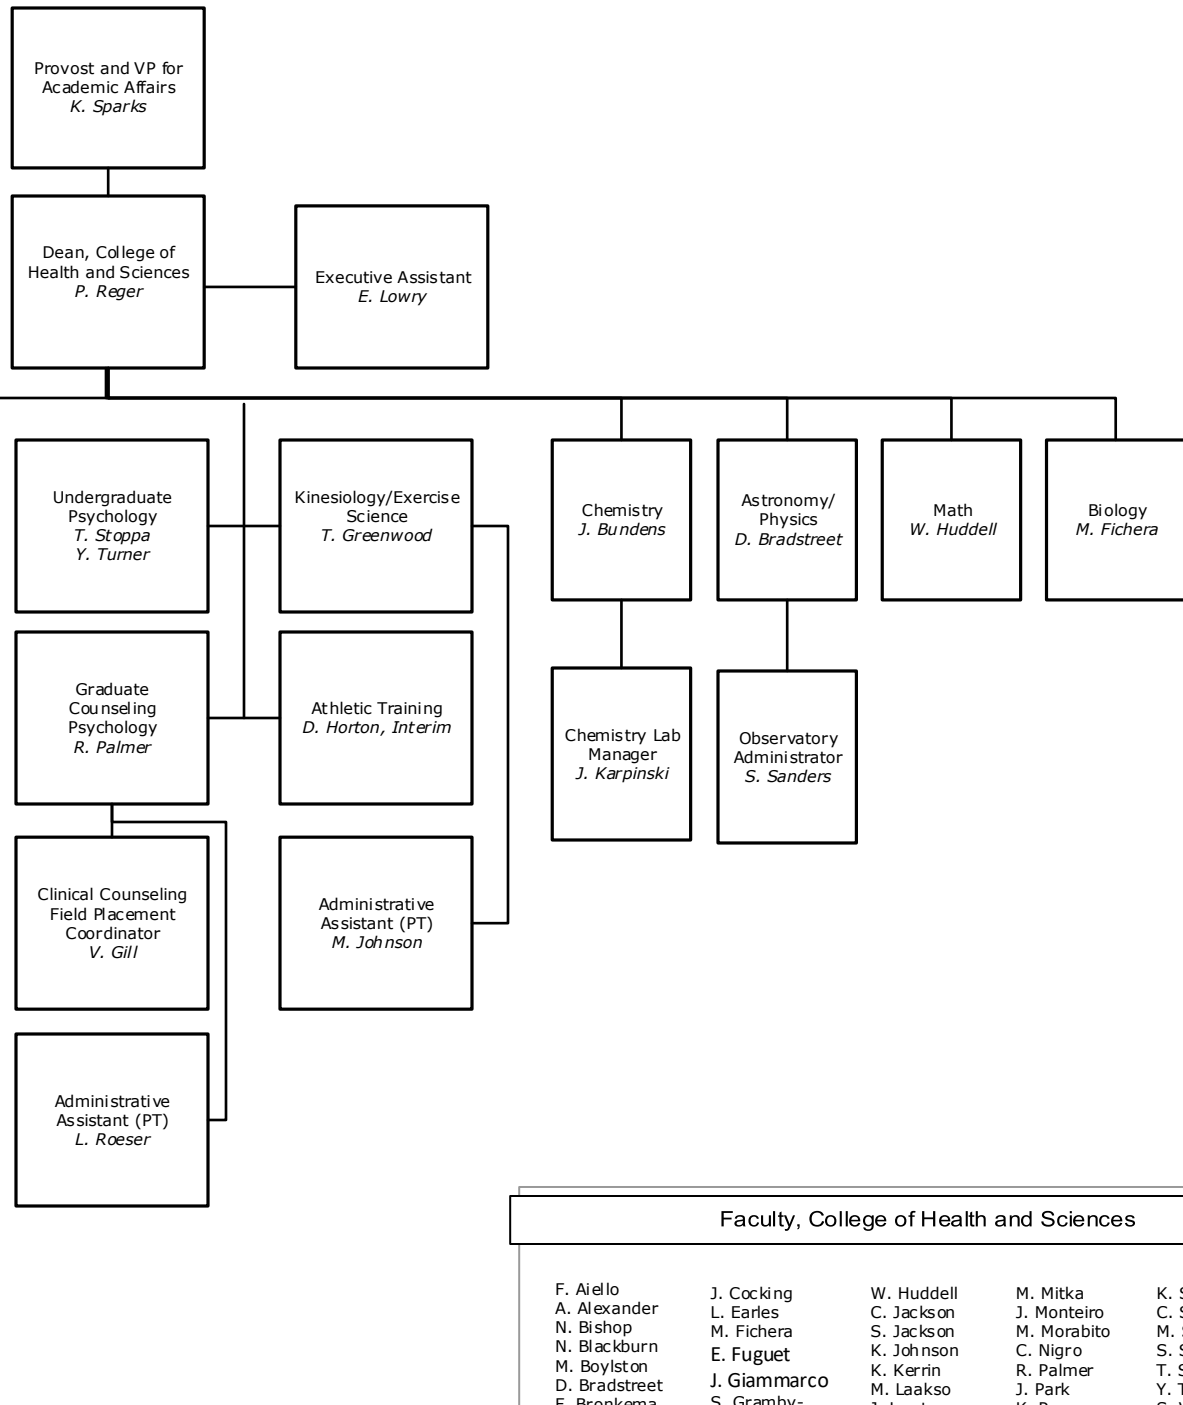 Provost and VP for
Academic Affairs
K. Sparks
Dean, College of
Health and Sciences
P. Reger
Executive Assistant
E. Lowry
Undergraduate
Psychology
T. Stoppa
Y. Turner
Kinesiology/Exercise
Science
T. Greenwood
Chemistry
J. Bundens
Astronomy/
Physics
D. Bradstreet
Math
W. Huddell
Biology
M. Fichera
Graduate
Counseling
Psychology
R. Palmer
Athletic Training
D. Horton, Interim
Chemistry Lab
Manager
J. Karpinski
Observatory
Administrator
S. Sanders
Clinical Counseling
Field Placement
Coordinator
V. Gill
Administrative
Assistant (PT)
M. Johnson
Administrative
Assistant (PT)
L. Roeser
Faculty, College of Health and Sciences
F. Aiello
A. Alexander
N. Bishop
N. Blackburn
M. Boylston
D. Bradstreet
F. Bronkema
J. Cocking
L. Earles
M. Fichera
E. Fuguet
J. Giammarco
S. Gramby-
W. Huddell
C. Jackson
S. Jackson
K. Johnson
K. Kerrin
M. Laakso
M. Mitka
J. Monteiro
M. Morabito
C. Nigro
R. Palmer
J. Park
K.
C.
M.
S.
T.
Y.